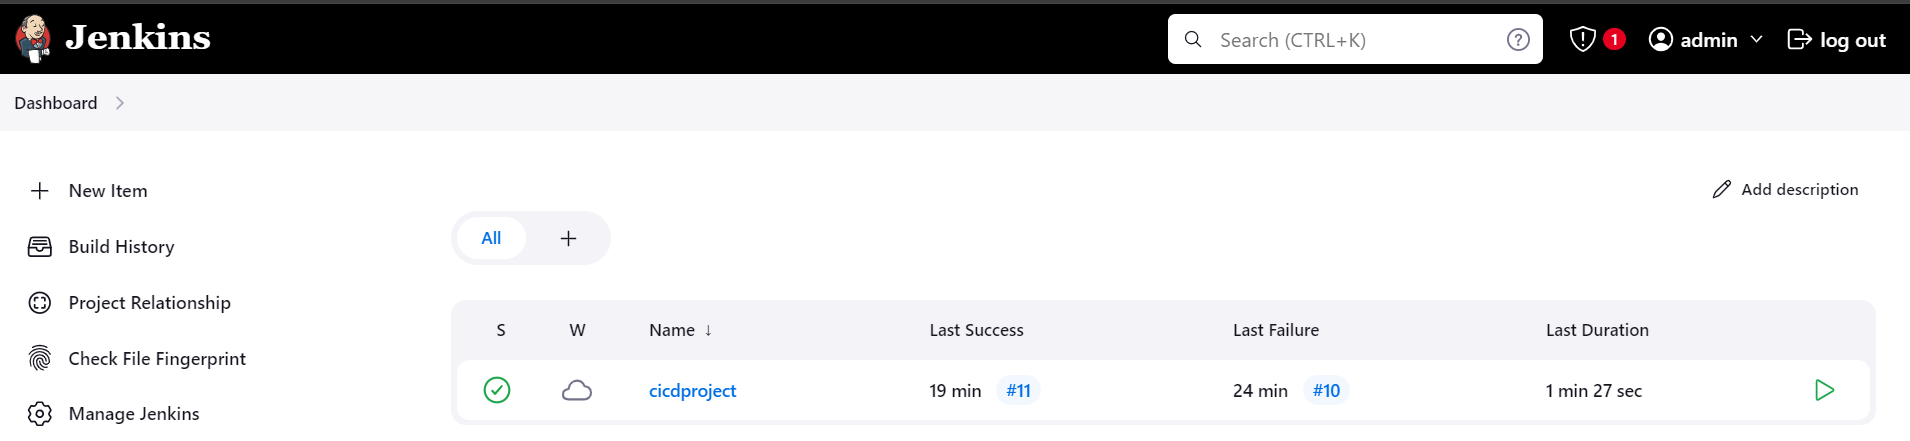 Jenkins
Search (CTRL+K)
?
1
admin
log out
Dashboard
New Item
Add description
Build History
All
Project Relationship
Check File Fingerprint
Manage Jenkins
S W Name ↓ Last Success Last Failure Last Duration
cicdproject 19 min #11 24 min #10 1 min 27 sec